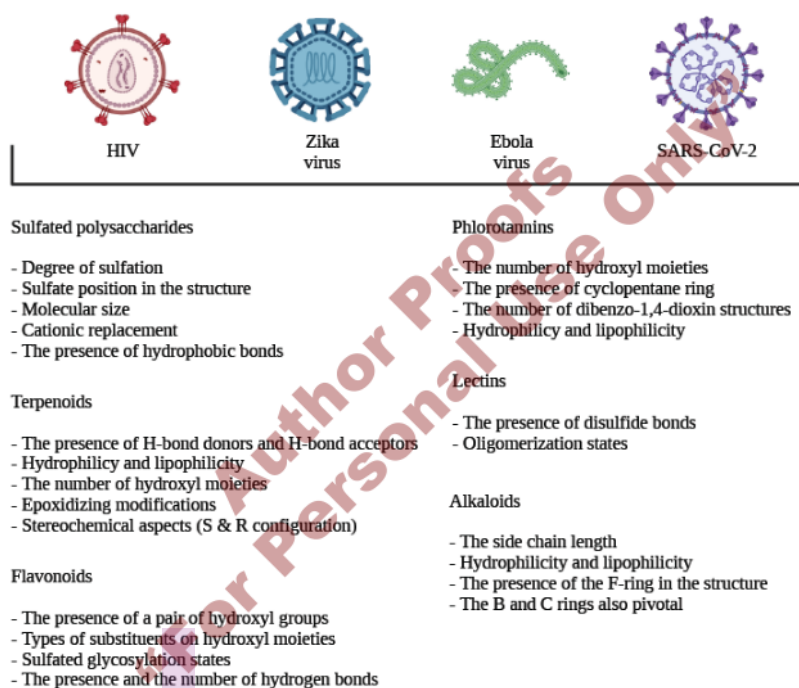 HIV
Zika
virus
Ebola
virus
SARS-CoV-2
Sulfated polysaccharides
- Degree of sulfation
- Sulfate position in the structure
- Molecular size
- Cationic replacement
- The presence of hydrophobic bonds
Terpenoids
- The presence of H-bond donors and H-bond acceptors
- Hydrophilicy and lipophilicity
- The number of hydroxyl moieties
- Epoxidizing modifications
- Stereochemical aspects (S & R configuration)
Flavonoids
- The presence of a pair of hydroxyl groups
- Types of substituents on hydroxyl moieties
- Sulfated glycosylation states
- The presence and the number of hydrogen bonds
Phlorotannins
- The number of hydroxyl moieties
- The presence of cyclopentane ring
- The number of dibenzo-1,4-dioxin structures
- Hydrophilicy and lipophilicity
Lectins
- The presence of disulfide bonds
- Oligomerization states
Alkaloids
- The side chain length
- Hydrophilicity and lipophilicity
- The presence of the F-ring in the structure
- The B and C rings also pivotal
Author Proofs
"For Personal Use Only"